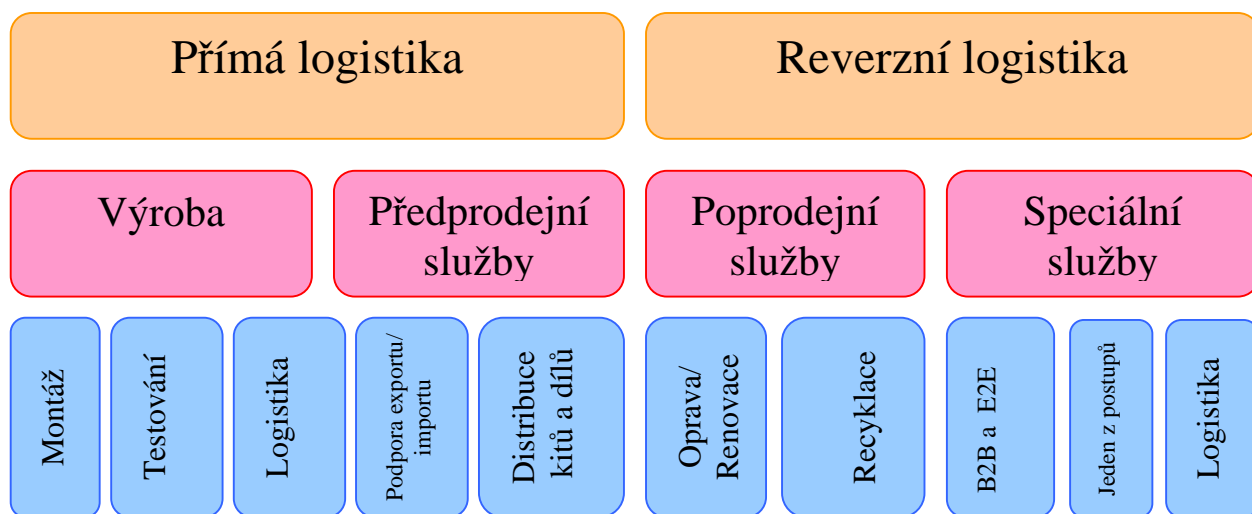 Přímá logistika
Reverzní logistika
Výroba
Předprodejní
služby
Poprodejní
služby
Speciální
služby
Montáž
Testování
Logistika
Podpora exportu/
importu
Distribuce
kitů a dílů
Oprava/
Renovace
Recyklace
B2B a E2E
Jeden z postupů
Logistika